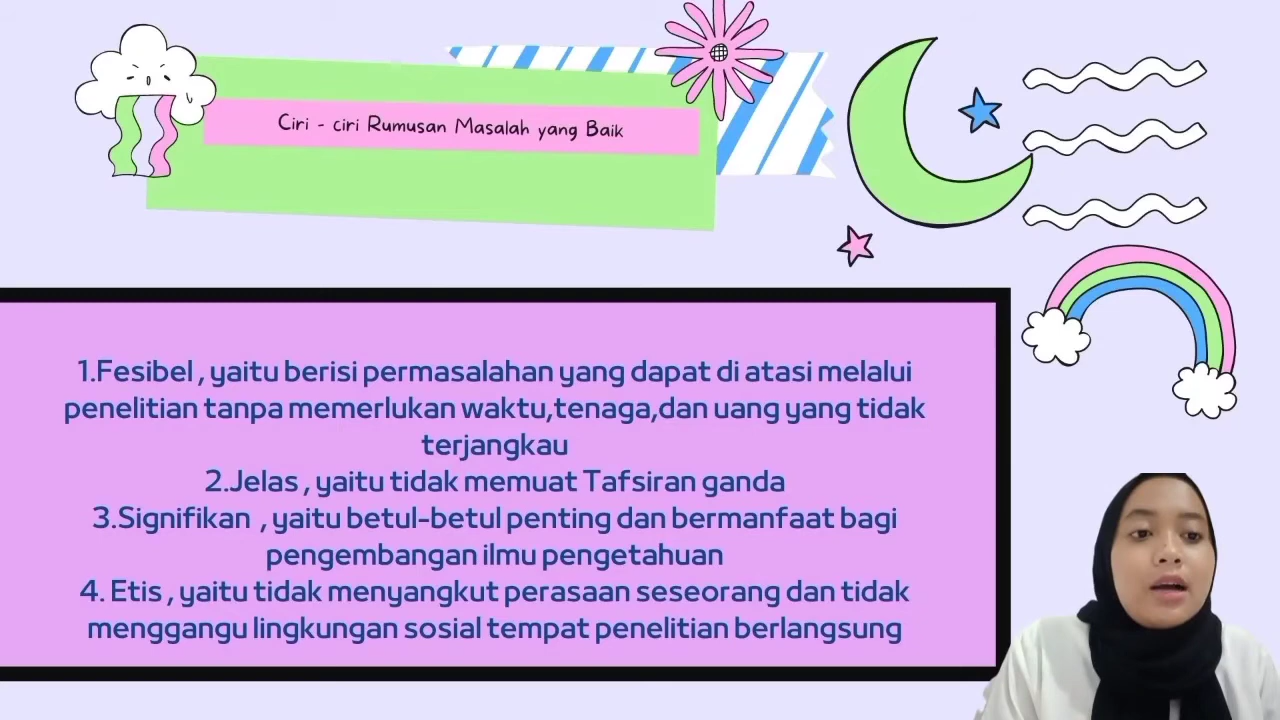 Ciri - ciri Rumusan Masalah yang Baik
1.Fesibel , yaitu berisi permasalahan yang dapat di atasi melalui
penelitian tanpa memerlukan waktu,tenaga,dan uang yang tidak
terjangkau
2.Jelas , yaitu tidak memuat Tafsiran ganda
3.Signifikan , yaitu betul-betul penting dan bermanfaat bagi
pengembangan ilmu pengetahuan
4. Etis , yaitu tidak menyangkut perasaan seseorang dan tidak
menggangu lingkungan sosial tempat penelitian berlangsung